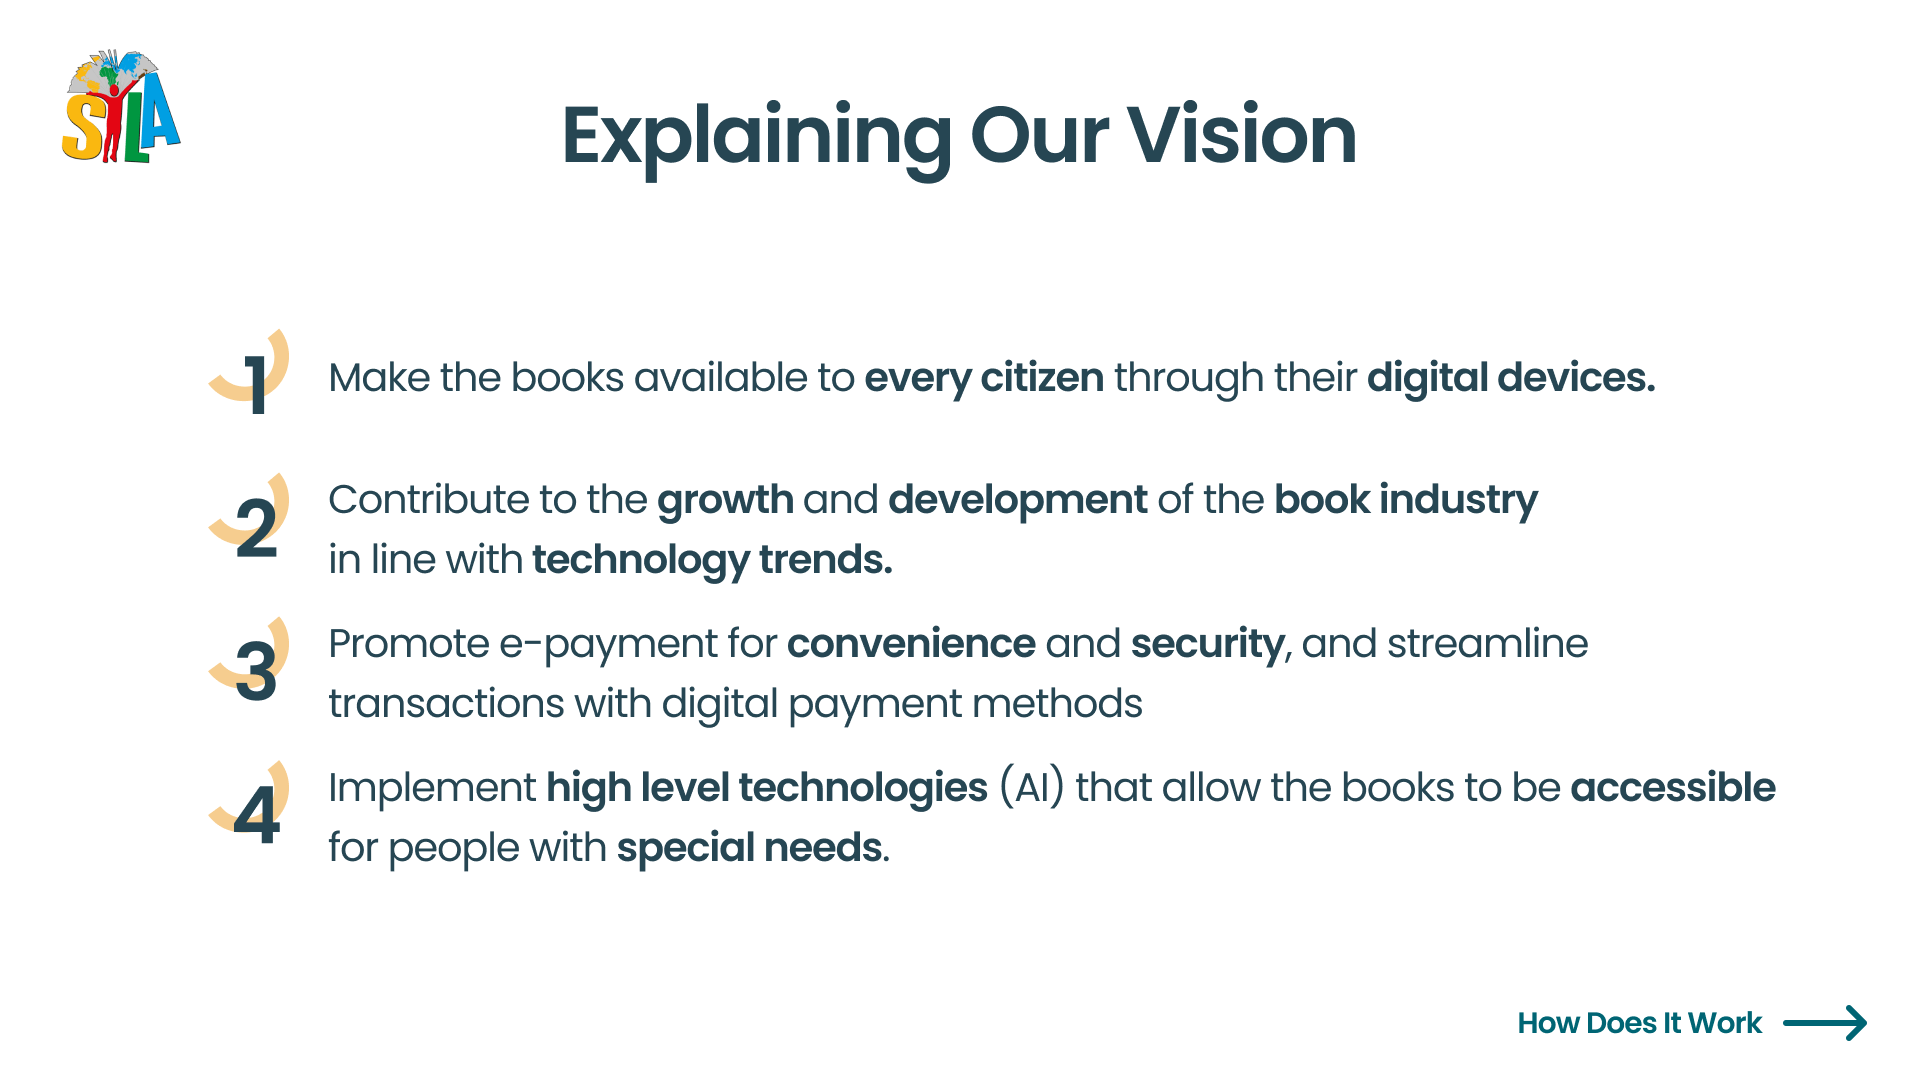 SILA
Explaining Our Vision
1
Make the books available to every citizen through their digital devices.
2
Contribute to the growth and development of the book industry
in line with technology trends.
3
Promote e-payment for convenience and security, and streamline
transactions with digital payment methods
4
Implement high level technologies (AI) that allow the books to be accessible
for people with special needs.
How Does It Work